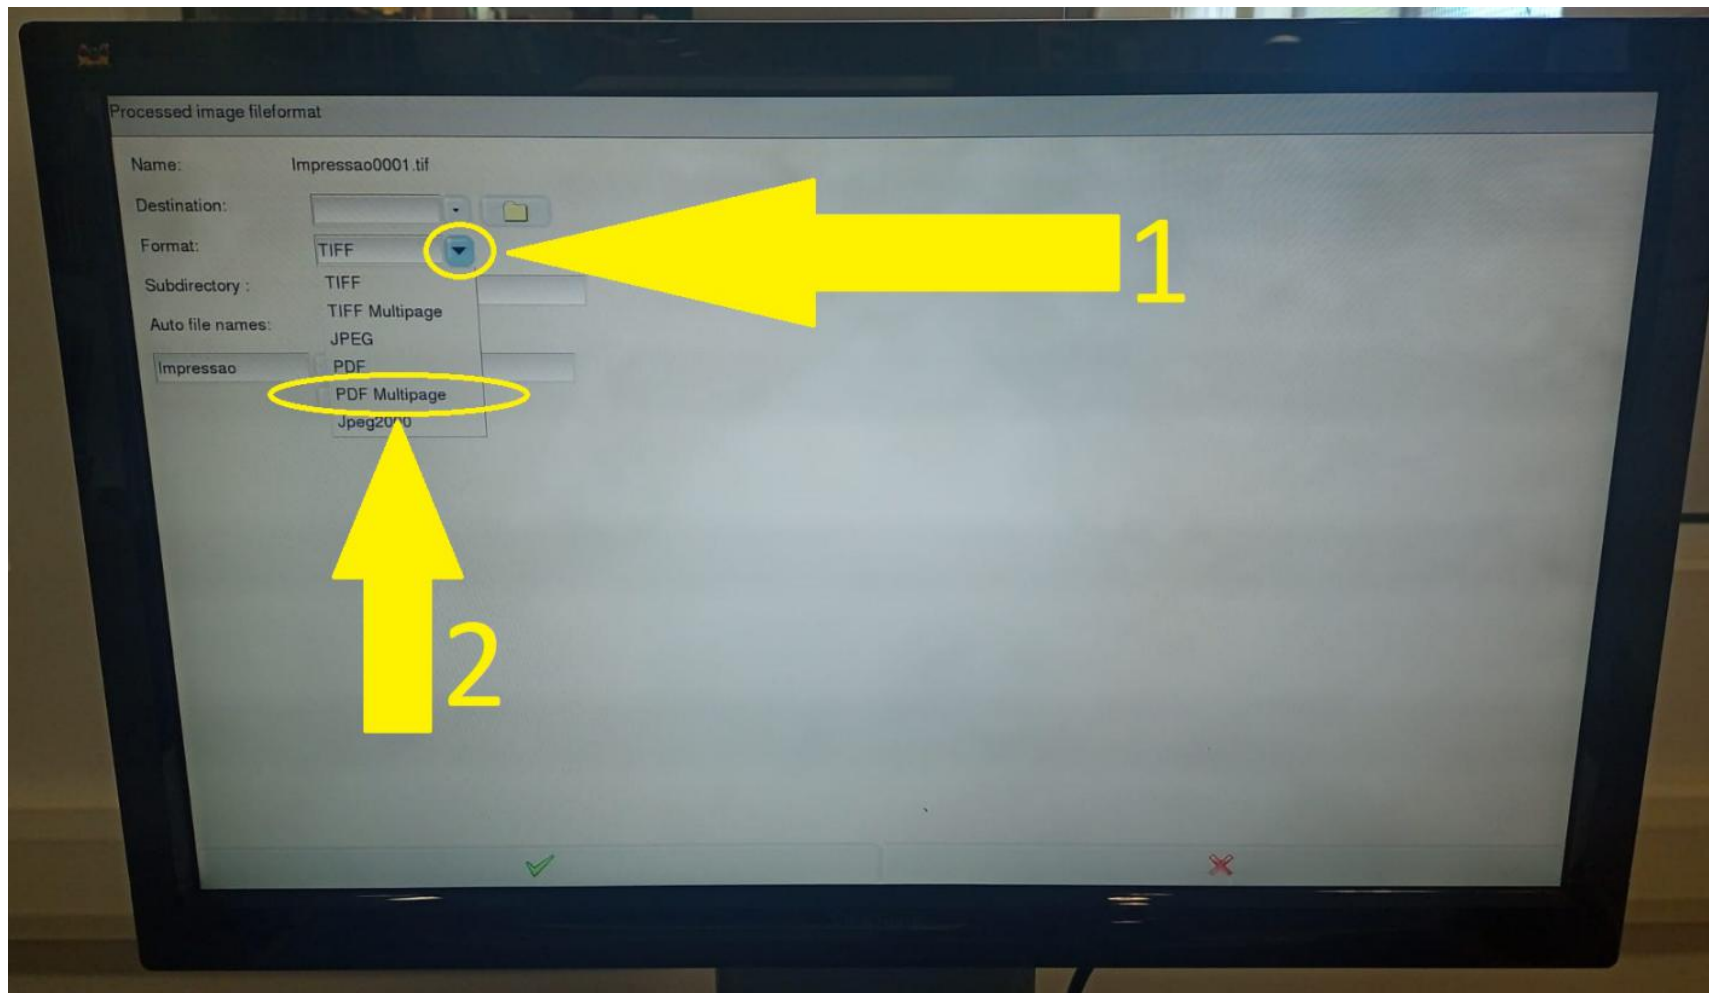 Processed image fileformat
Name: Impressao0001.tif
Destination:
Format: TIFF
1
Subdirectory :
TIFF
TIFF Multipage
Auto file names:
JPEG
Impressao
PDF
PDF Multipage
Jpeg2000
2